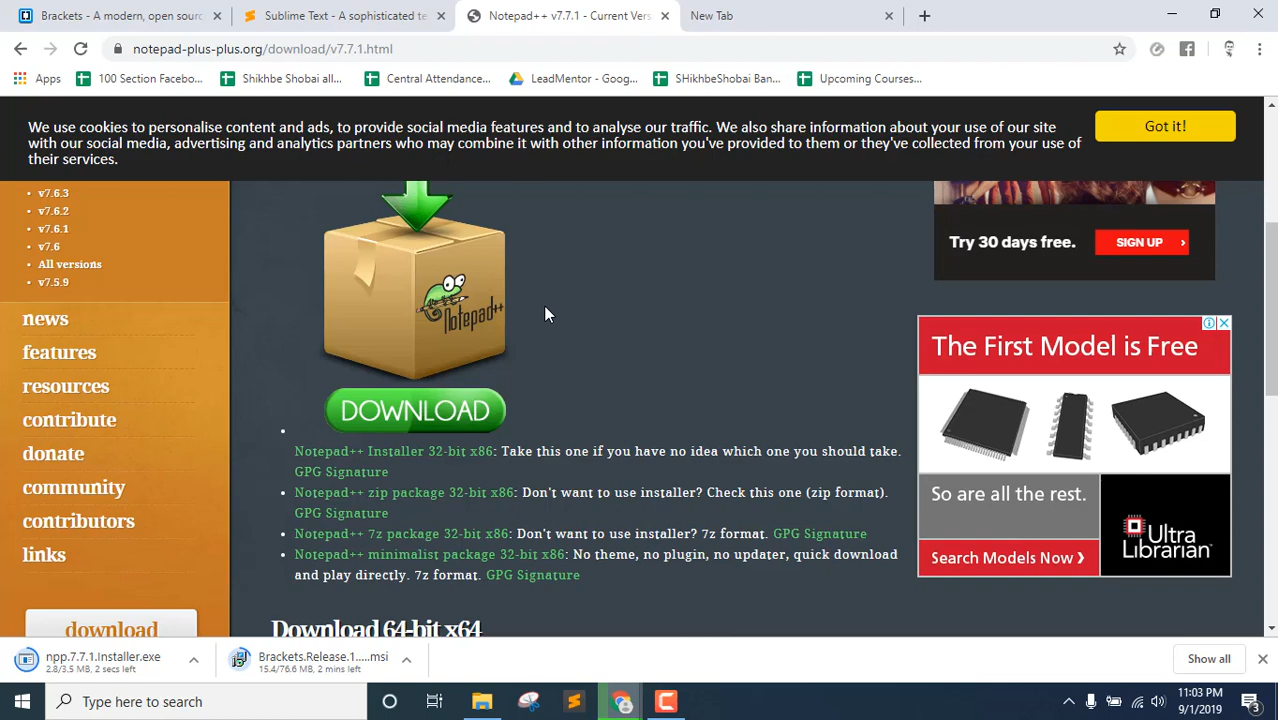 Brackets - A modern, open sourc
Sublime Text - A sophisticated te
Notepad++ v7.7.1 - Current Vers
New Tab
notepad-plus-plus.org/download/v7.7.1.html
Apps
100 Section Facebo...
Shikhbe Shobai all...
Central Attendance...
LeadMentor - Goog...
SHikhbeShobai Ban...
Upcoming Courses...
We use cookies to personalise content and ads, to provide social media features and to analyse our traffic. We also share information about your use of our site
with our social media, advertising and analytics partners who may combine it with other information you've provided to them or they've collected from your use of
their services.
Got it!
v7.6.3
v7.6.2
v7.6.1
v7.6
All versions
v7.5.9
news
features
resources
contribute
donate
community
contributors
links
download
Notepad++
DOWNLOAD
Notepad++ Installer 32-bit x86: Take this one if you have no idea which one you should take.
GPG Signature
Notepad++ zip package 32-bit x86: Don't want to use installer? Check this one (zip format).
GPG Signature
Notepad++ 7z package 32-bit x86: Don't want to use installer? 7z format. GPG Signature
Notepad++ minimalist package 32-bit x86: No theme, no plugin, no updater, quick download
and play directly. 7z format. GPG Signature
Download 64-bit x64
Try 30 days free.
SIGN UP
The First Model is Free
So are all the rest.
Search Models Now
Ultra
Librarian
npp.7.7.1.Installer.exe
2.8/3.5 MB, 2 secs left
Brackets.Release.1.....msi
15.4/76.6 MB, 2 mins left
Show all
Type here to search
11:03 PM
9/1/2019
3